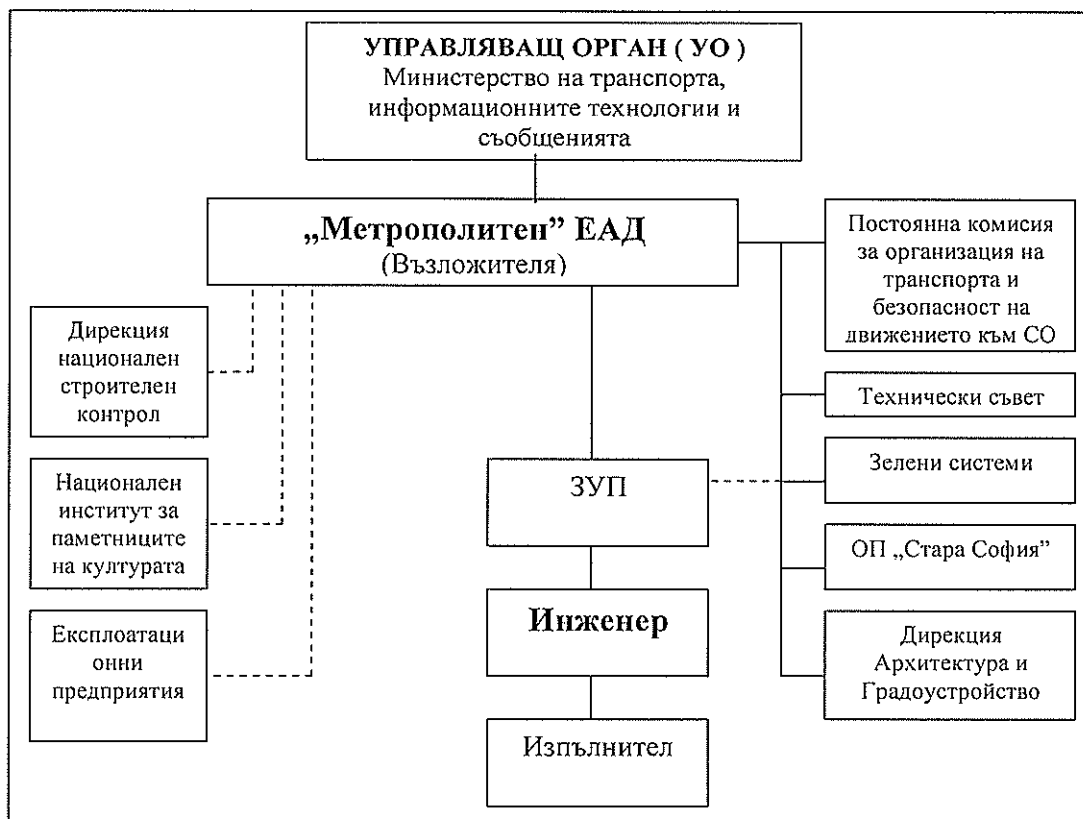 УПРАВЛЯВАЩ ОРГАН ( УО )
Министерство на транспорта,
информационните технологии и
съобщенията
„Метрополитен” ЕАД
(Възложителя)
Постоянна комисия
за организация на
транспорта и
безопасност на
движението към СО
Дирекция
национален
строителен
контрол
Технически съвет
Зелени системи
Национален
институт за
паметниците
на културата
ЗУП
ОП „Стара София”
Инженер
Експлоатаци
онни
предприятия
Дирекция
Архитектура и
Градоустройство
Изпълнител